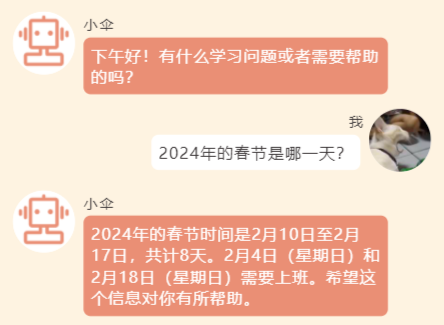 小伞
下午好！有什么学习问题或者需要帮助
的吗？
我
2024年的春节是哪一天？
小伞
2024年的春节时间是2月10日至2月
17日，共计8天。2月4日（星期日）和
2月18日（星期日）需要上班。希望这
个信息对你有所帮助。